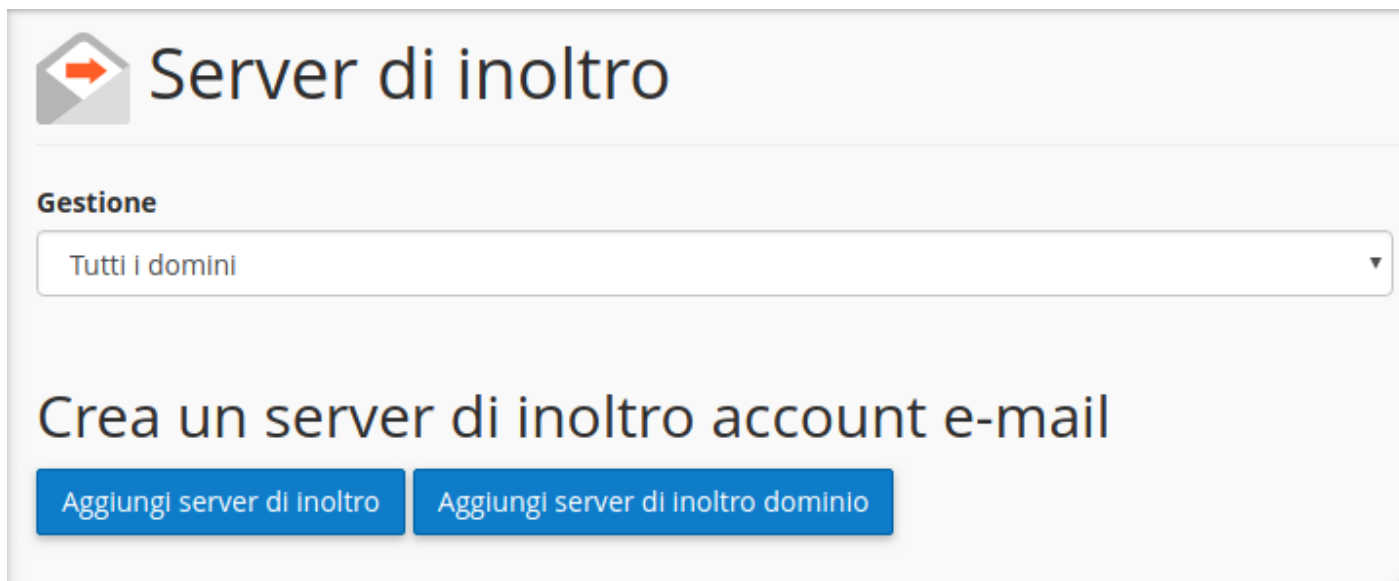 Server di inoltro
Gestione
Tutti i domini
Crea un server di inoltro account e-mail
Aggiungi server di inoltro
Aggiungi server di inoltro dominio